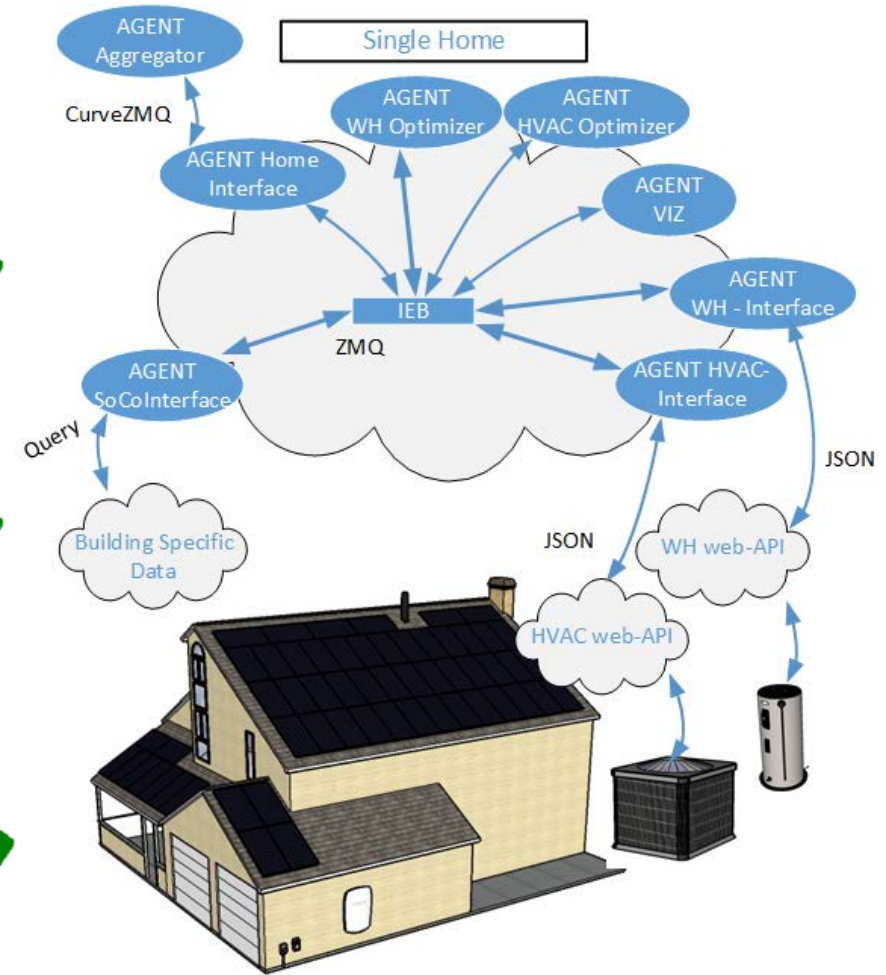 AGENT
Aggregator
Single Home
CurveZMQ
AGENT
WH Optimizer
AGENT
HVAC Optimizer
AGENT Home
Interface
AGENT
VIZ
AGENT
WH - Interface
IEB
ZMQ
AGENT
SoCoInterface
AGENT HVAC-
Interface
Query
JSON
JSON
Building Specific
Data
WH web-API
HVAC web-API